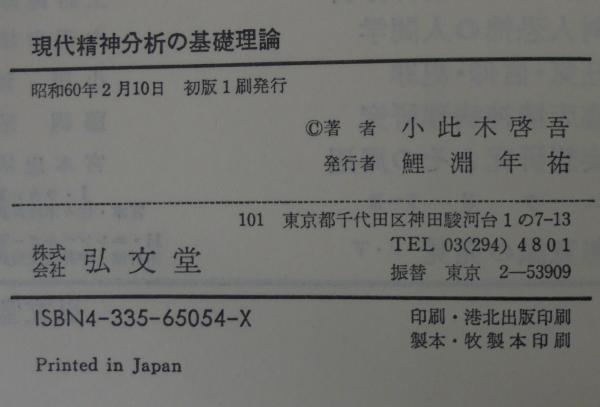 現代精神分析の基礎理論
昭和60年2月10日 初版1刷発行
©著者 小此木啓吾
発行者 鯉淵年祐
101 東京都千代田区神田駿河台1の7-13
株式会社 弘文堂 TEL 03(294)4801
振替 東京 2-53909
ISBN4-335-65054-X
印刷・港北出版印刷
製本・牧製本印刷
Printed in Japan